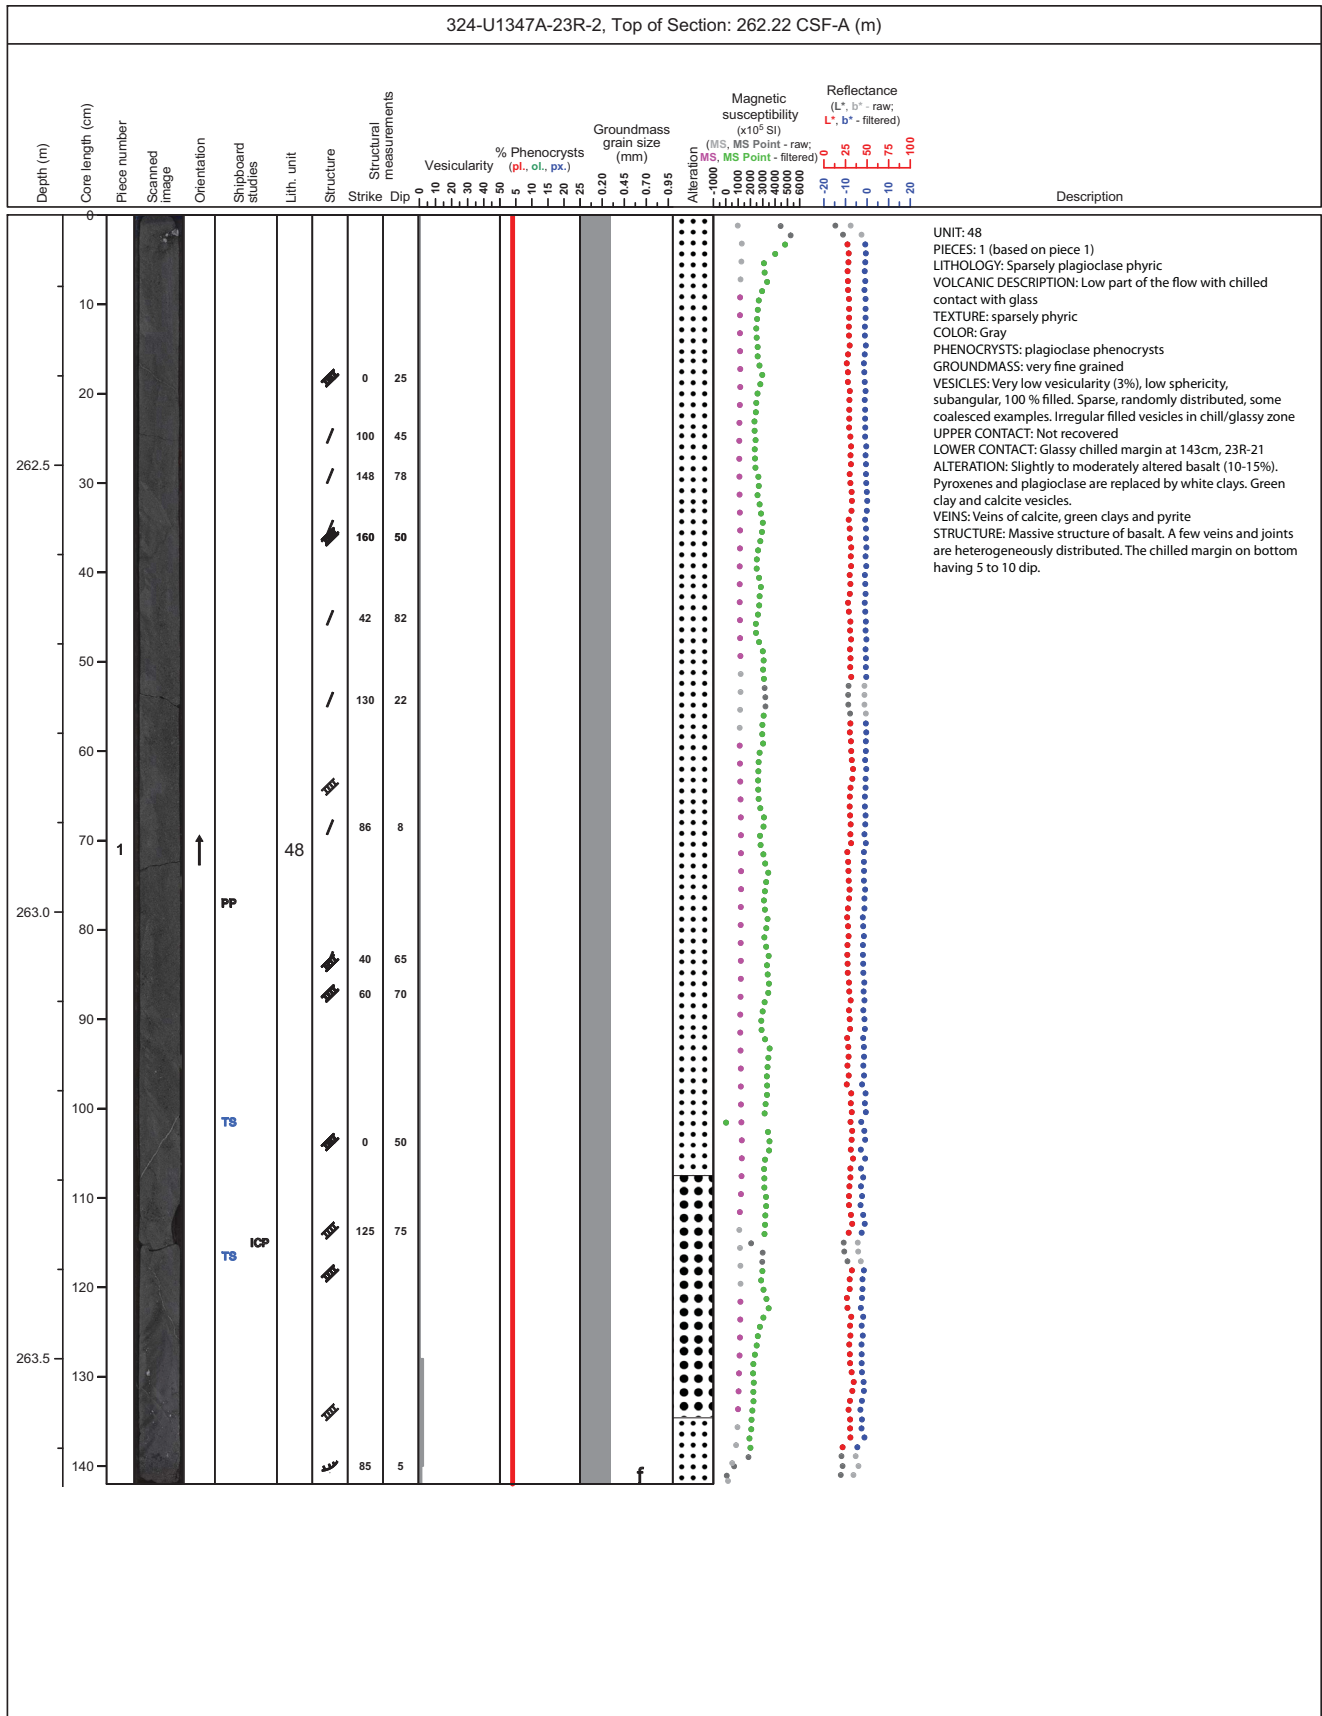 324-U1347A-23R-2, Top of Section: 262.22 CSF-A (m)
Depth (m)
Core length (cm)
Piece number
Scanned image
Orientation
Shipboard studies
Lith. unit
Structure
Structural measurements
Strike Dip
Vesicularity
0 10 20 30 40 50
% Phenocrysts
(pl., ol., px.)
5 10 15 20 25
Groundmass
grain size
(mm)
0.20 0.45 0.70 0.95
Alteration
Magnetic
susceptibility
(x10⁵ SI)
(MS, MS Point - raw;
MS, MS Point - filtered)
-1000 0 1000 2000 3000 4000 5000 6000
Reflectance
(L*, b* - raw;
L*, b* - filtered)
0 25 50 75 100
-20 -10 0 10 20
Description
0
10
0 25
20
100 45
262.5
148 78
30
160 50
40
42 82
50
130 22
60
86 8
70
1
48
PP
263.0
80
40 65
60 70
90
100
TS
0 50
110
125 75
ICP
TS
120
263.5
130
140
85 5
f
UNIT: 48
PIECES: 1 (based on piece 1)
LITHOLOGY: Sparsely plagioclase phyric
VOLCANIC DESCRIPTION: Low part of the flow with chilled
contact with glass
TEXTURE: sparsely phyric
COLOR: Gray
PHENOCRYSTS: plagioclase phenocrysts
GROUNDMASS: very fine grained
VESICLES: Very low vesicularity (3%), low sphericity,
subangular, 100 % filled. Sparse, randomly distributed, some
coalesced examples. Irregular filled vesicles in chill/glassy zone
UPPER CONTACT: Not recovered
LOWER CONTACT: Glassy chilled margin at 143cm, 23R-21
ALTERATION: Slightly to moderately altered basalt (10-15%).
Pyroxenes and plagioclase are replaced by white clays. Green
clay and calcite vesicles.
VEINS: Veins of calcite, green clays and pyrite
STRUCTURE: Massive structure of basalt. A few veins and joints
are heterogeneously distributed. The chilled margin on bottom
having 5 to 10 dip.